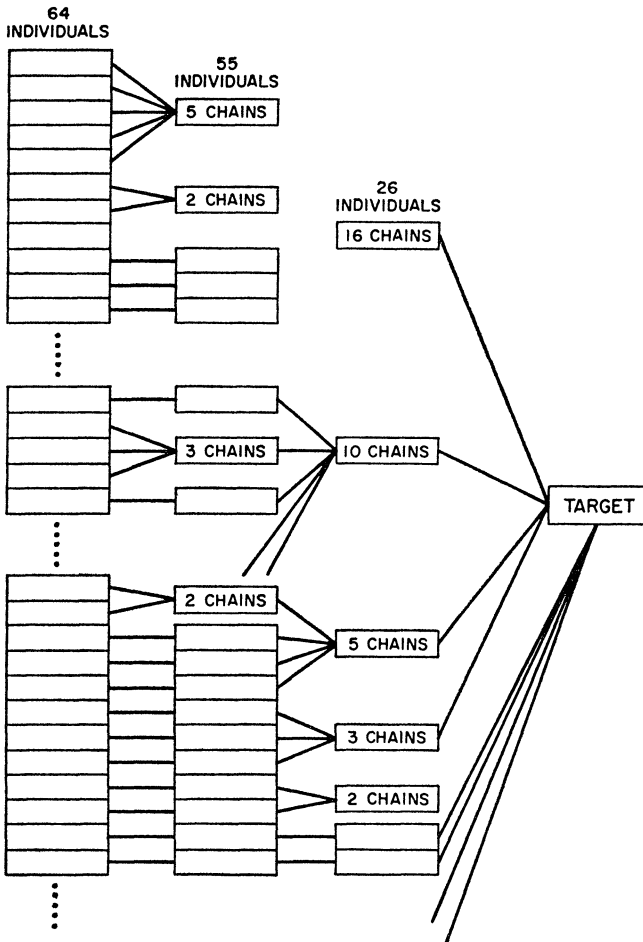 64
INDIVIDUALS
55
INDIVIDUALS
5 CHAINS
2 CHAINS
26
INDIVIDUALS
16 CHAINS
3 CHAINS
10 CHAINS
TARGET
2 CHAINS
5 CHAINS
3 CHAINS
2 CHAINS